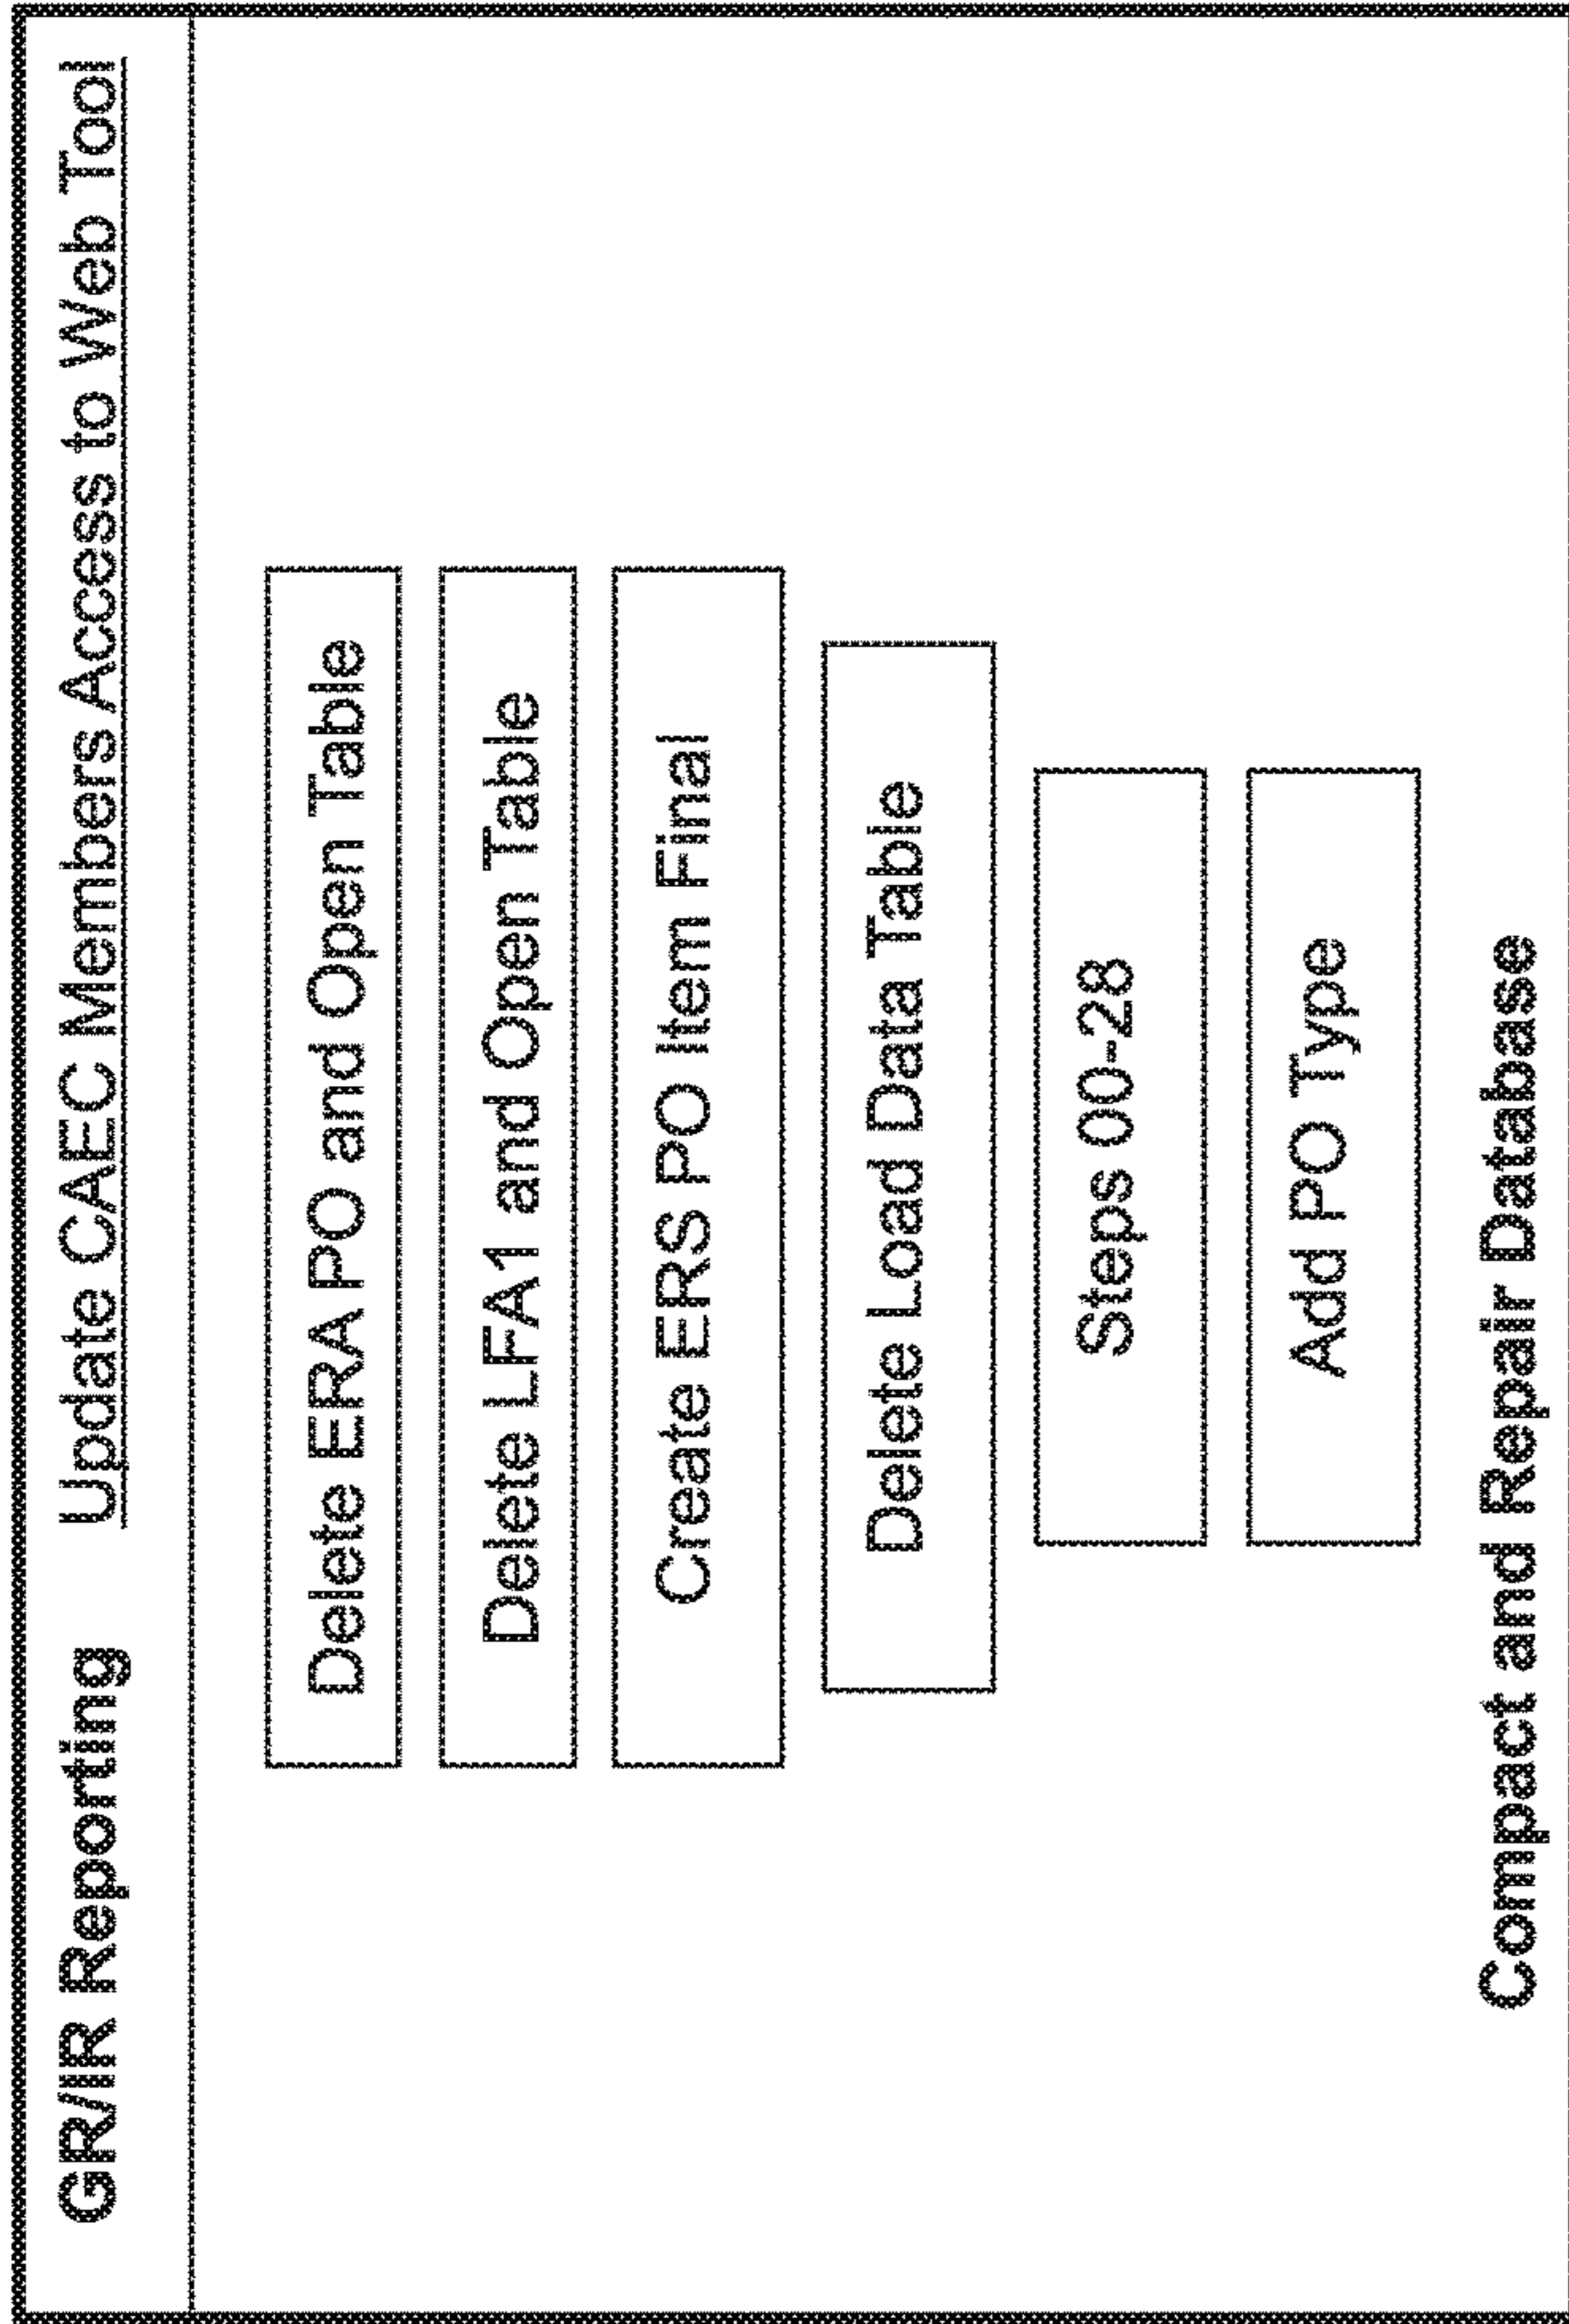 GR/IR Reporting Update CAEC Members Access to Web Tool
Delete ERA PO and Open Table
Delete LFA1 and Open Table
Create ERS PO Item Final
Delete Load Data Table
Steps 00-28
Add PO Type
Compact and Repair Database